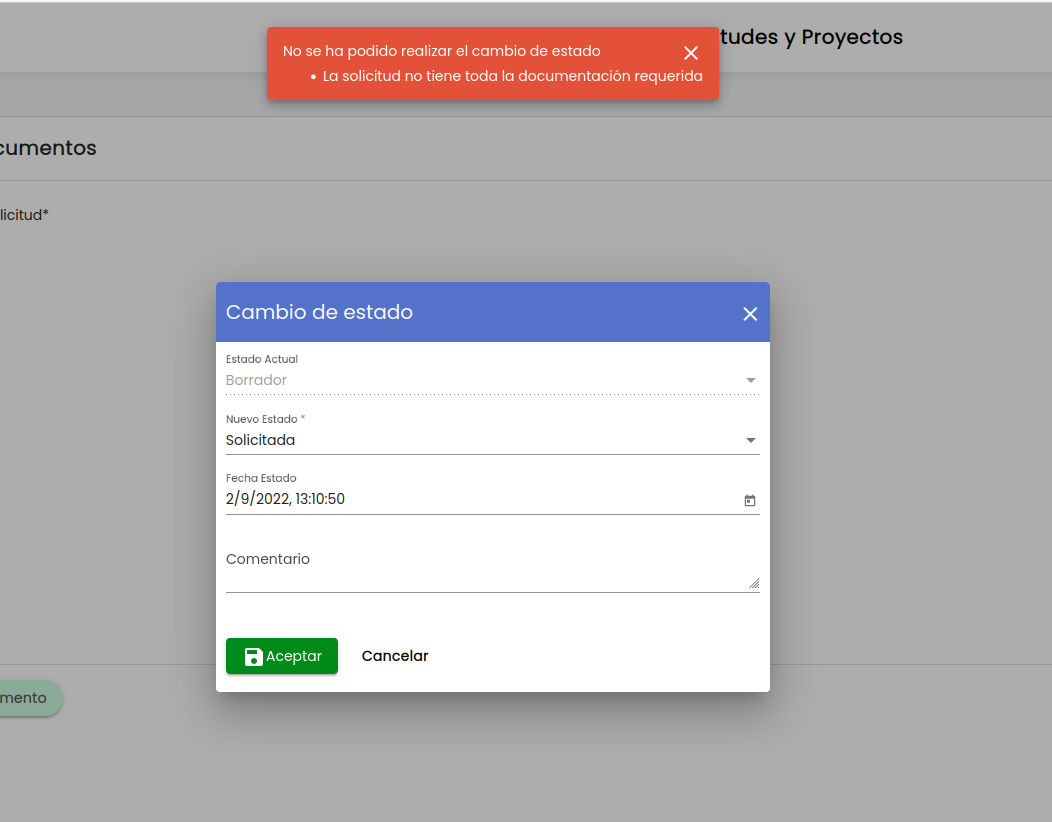 No se ha podido realizar el cambio de estado
• La solicitud no tiene toda la documentación requerida
tudes y Proyectos
cumentos
licitud*
Cambio de estado
Estado Actual
Borrador
Nuevo Estado *
Solicitada
Fecha Estado
2/9/2022, 13:10:50
Comentario
Aceptar Cancelar
mento